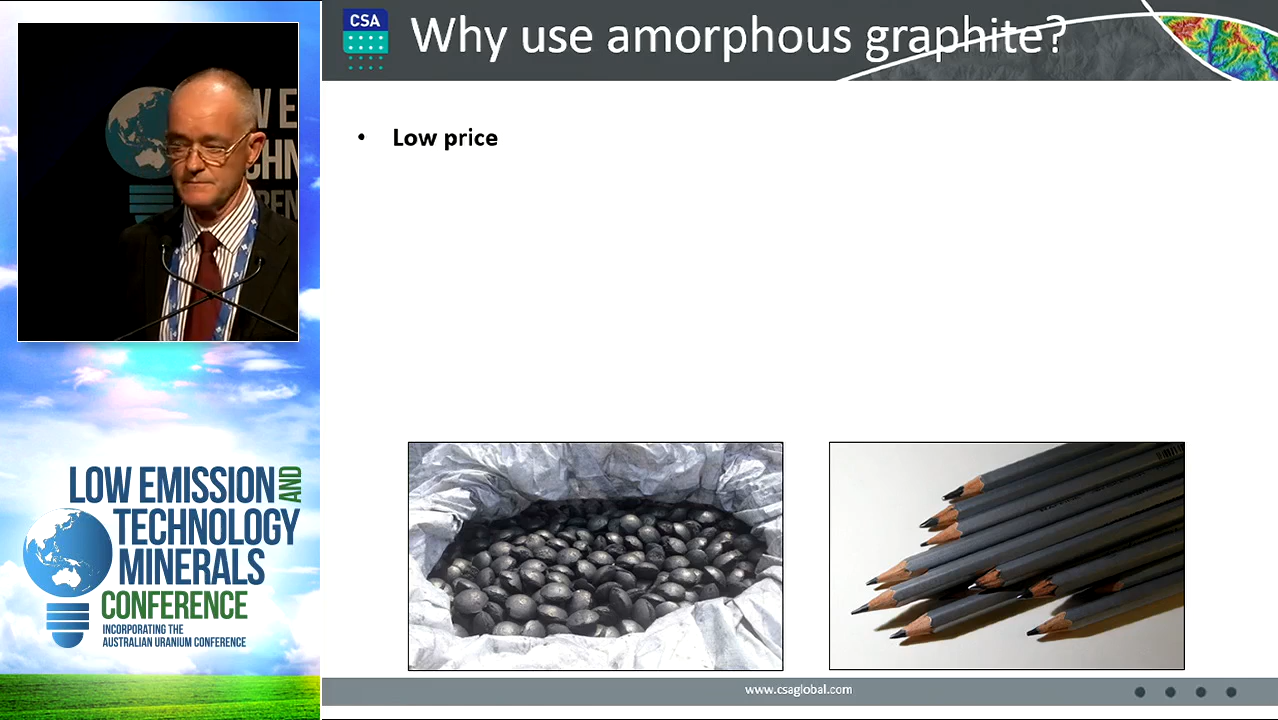 CSA
Why use amorphous graphite?
• Low price
LOW EMISSION AND
TECHNOLOGY
MINERALS
CONFERENCE
INCORPORATING THE
AUSTRALIAN URANIUM CONFERENCE
www.csaglobal.com